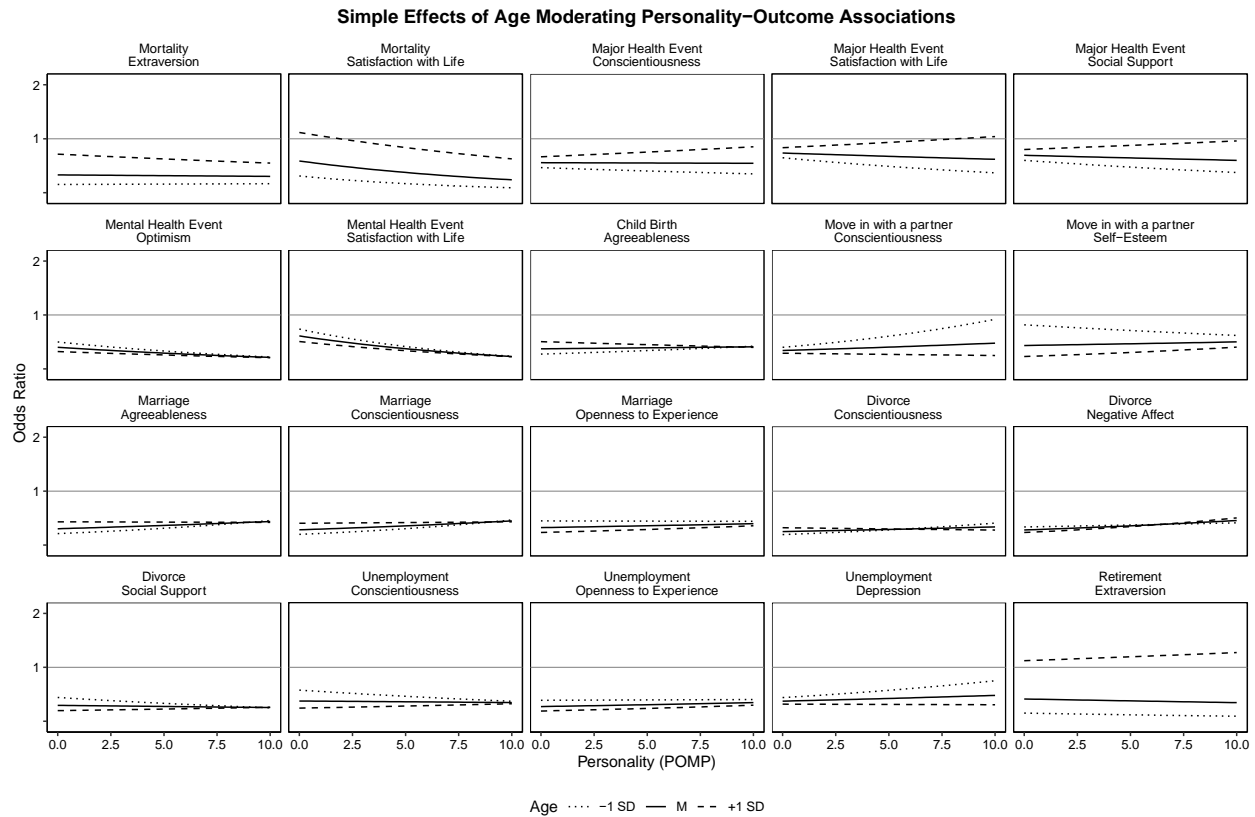 Simple Effects of Age Moderating Personality−Outcome Associations
Mortality
Extraversion
Mortality
Satisfaction with Life
Major Health Event
Conscientiousness
Major Health Event
Satisfaction with Life
Major Health Event
Social Support
2
1
Mental Health Event
Optimism
Mental Health Event
Satisfaction with Life
Child Birth
Agreeableness
Move in with a partner
Conscientiousness
Move in with a partner
Self−Esteem
2
1
Odds Ratio
Marriage
Agreeableness
Marriage
Conscientiousness
Marriage
Openness to Experience
Divorce
Conscientiousness
Divorce
Negative Affect
2
1
Divorce
Social Support
Unemployment
Conscientiousness
Unemployment
Openness to Experience
Unemployment
Depression
Retirement
Extraversion
2
1
0.0 2.5 5.0 7.5 10.0 0.0 2.5 5.0 7.5 10.0 0.0 2.5 5.0 7.5 10.0 0.0 2.5 5.0 7.5 10.0 0.0 2.5 5.0 7.5 10.0
Personality (POMP)
Age −1 SD M +1 SD